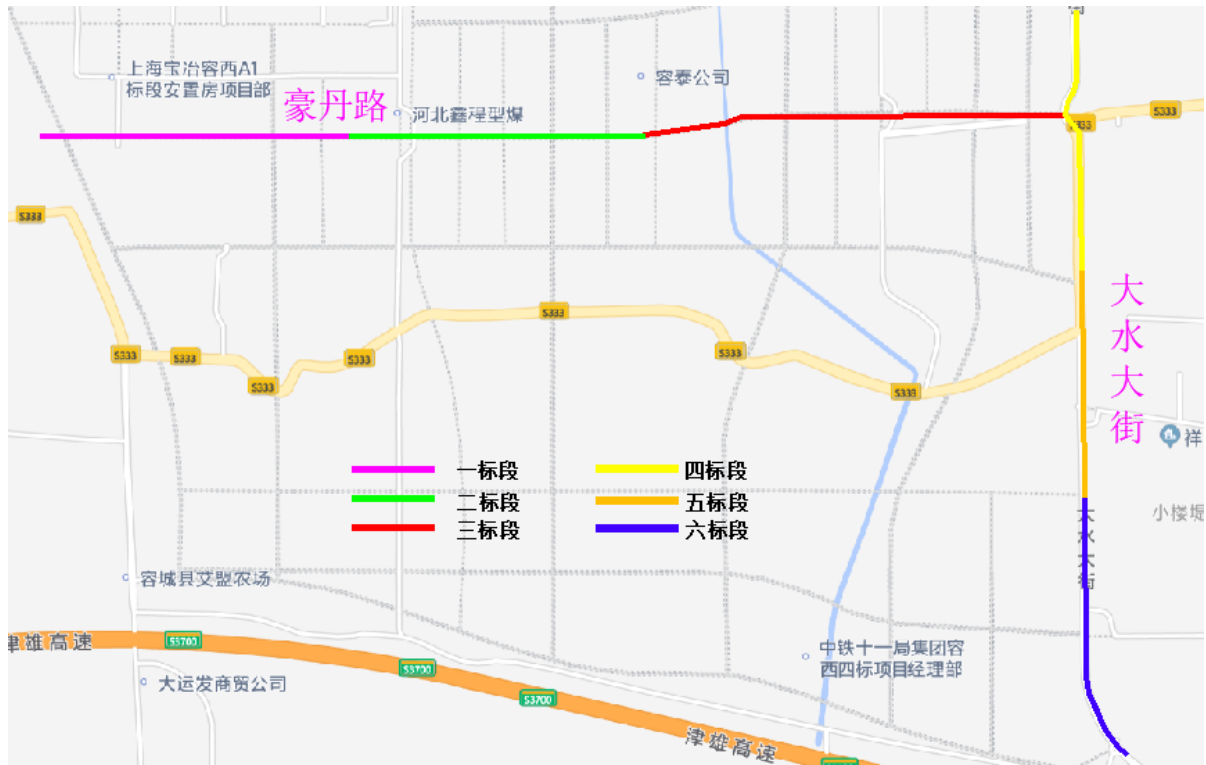 街
上海宝冶容西A1
标段安置房项目部
豪丹路
河北鑫程型煤
容泰公司
S333
S333
S333
大水大街
S333
S333
S333
S333
S333
S333
S333
祥
一标段
四标段
二标段
五标段
三标段
六标段
大水大街
小楼堤
容城县艾盟农场
津雄高速
S3700
中铁十一局集团容
西四标项目经理部
S3700
大运发商贸公司
S3700
津雄高速